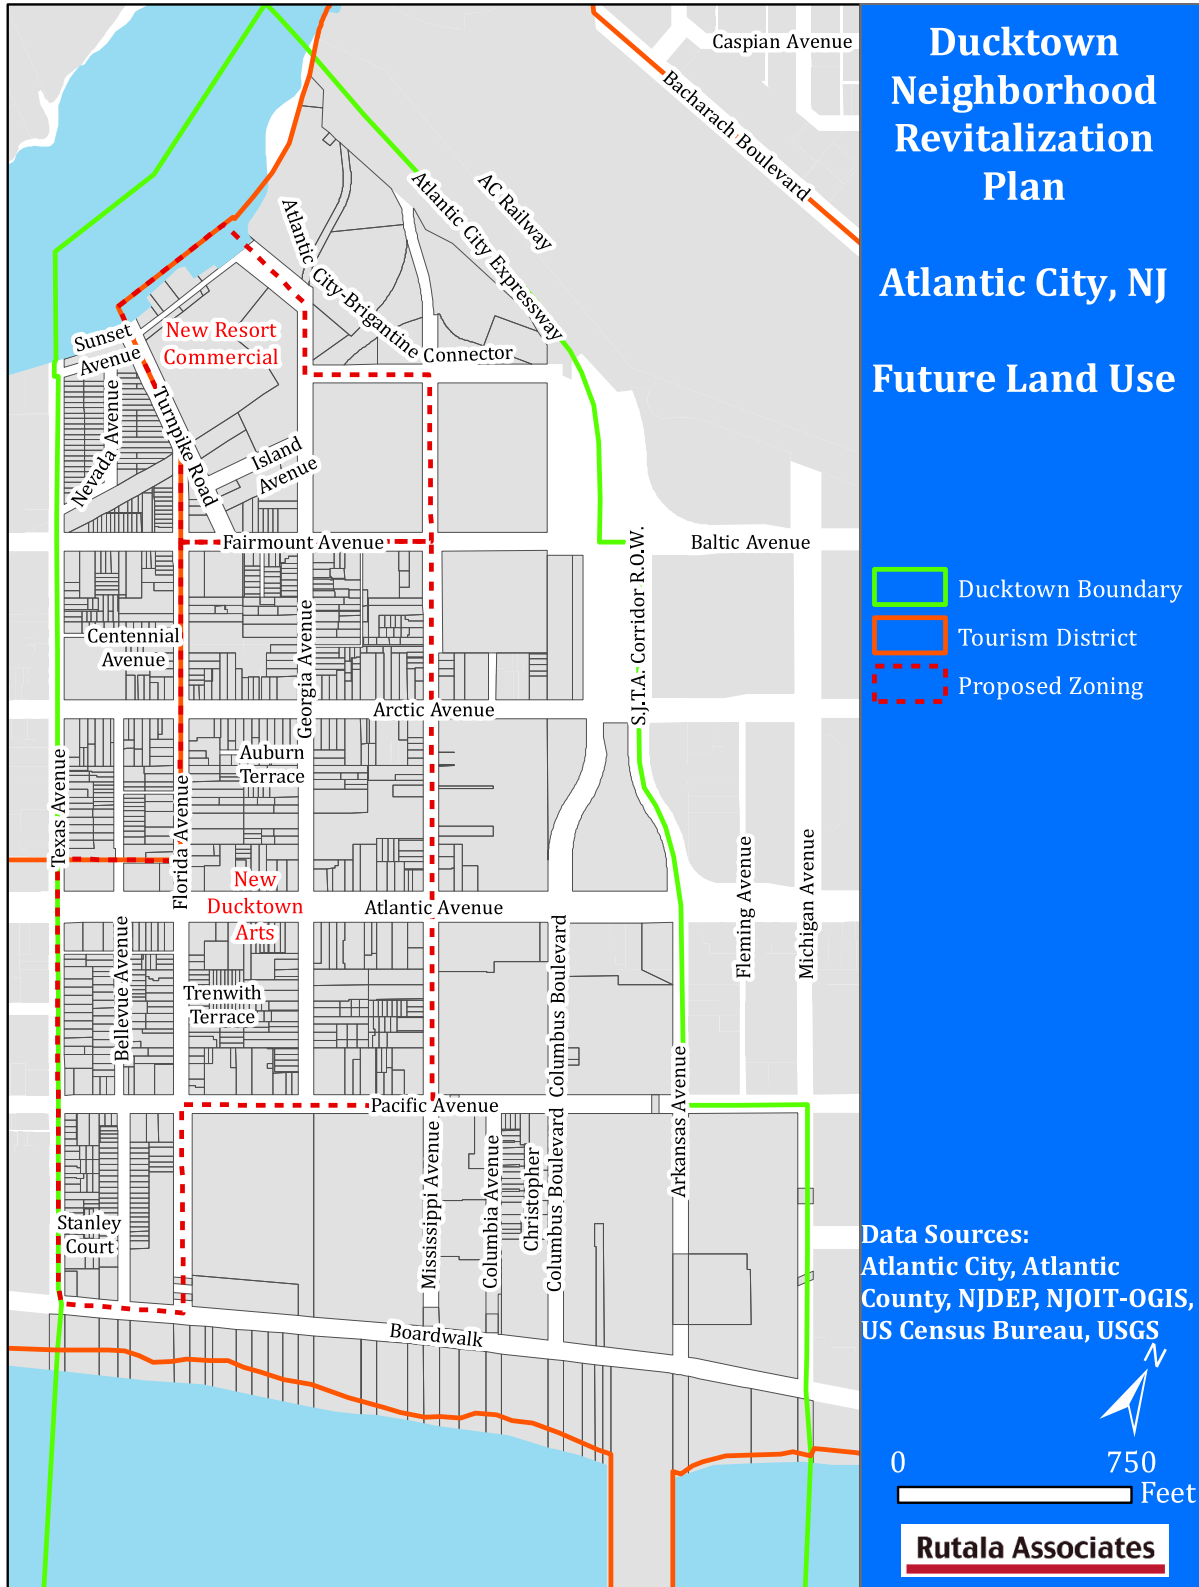 Ducktown
Neighborhood
Revitalization
Plan
Atlantic City, NJ
Future Land Use
Ducktown Boundary
Tourism District
Proposed Zoning
Data Sources:
Atlantic City, Atlantic
County, NJDEP, NJOIT-OGIS,
US Census Bureau, USGS
N
0 750
Feet
Rutala Associates
Caspian Avenue
Bacharach Boulevard
AC Railway
Atlantic City Expressway
Atlantic City-Brigantine
Connector
Sunset
Avenue
New Resort
Commercial
Nevada Avenue
Turnpike Road
Island
Avenue
Fairmount Avenue
Baltic Avenue
S.J.T.A. Corridor R.O.W.
Centennial
Avenue
Georgia Avenue
Arctic Avenue
Auburn
Terrace
Texas Avenue
Florida Avenue
New
Ducktown
Arts
Atlantic Avenue
Fleming Avenue
Michigan Avenue
Bellevue Avenue
Trenwith
Terrace
Columbus Boulevard
Pacific Avenue
Arkansas Avenue
Mississippi Avenue
Columbia Avenue
Christopher
Columbus Boulevard
Stanley
Court
Boardwalk